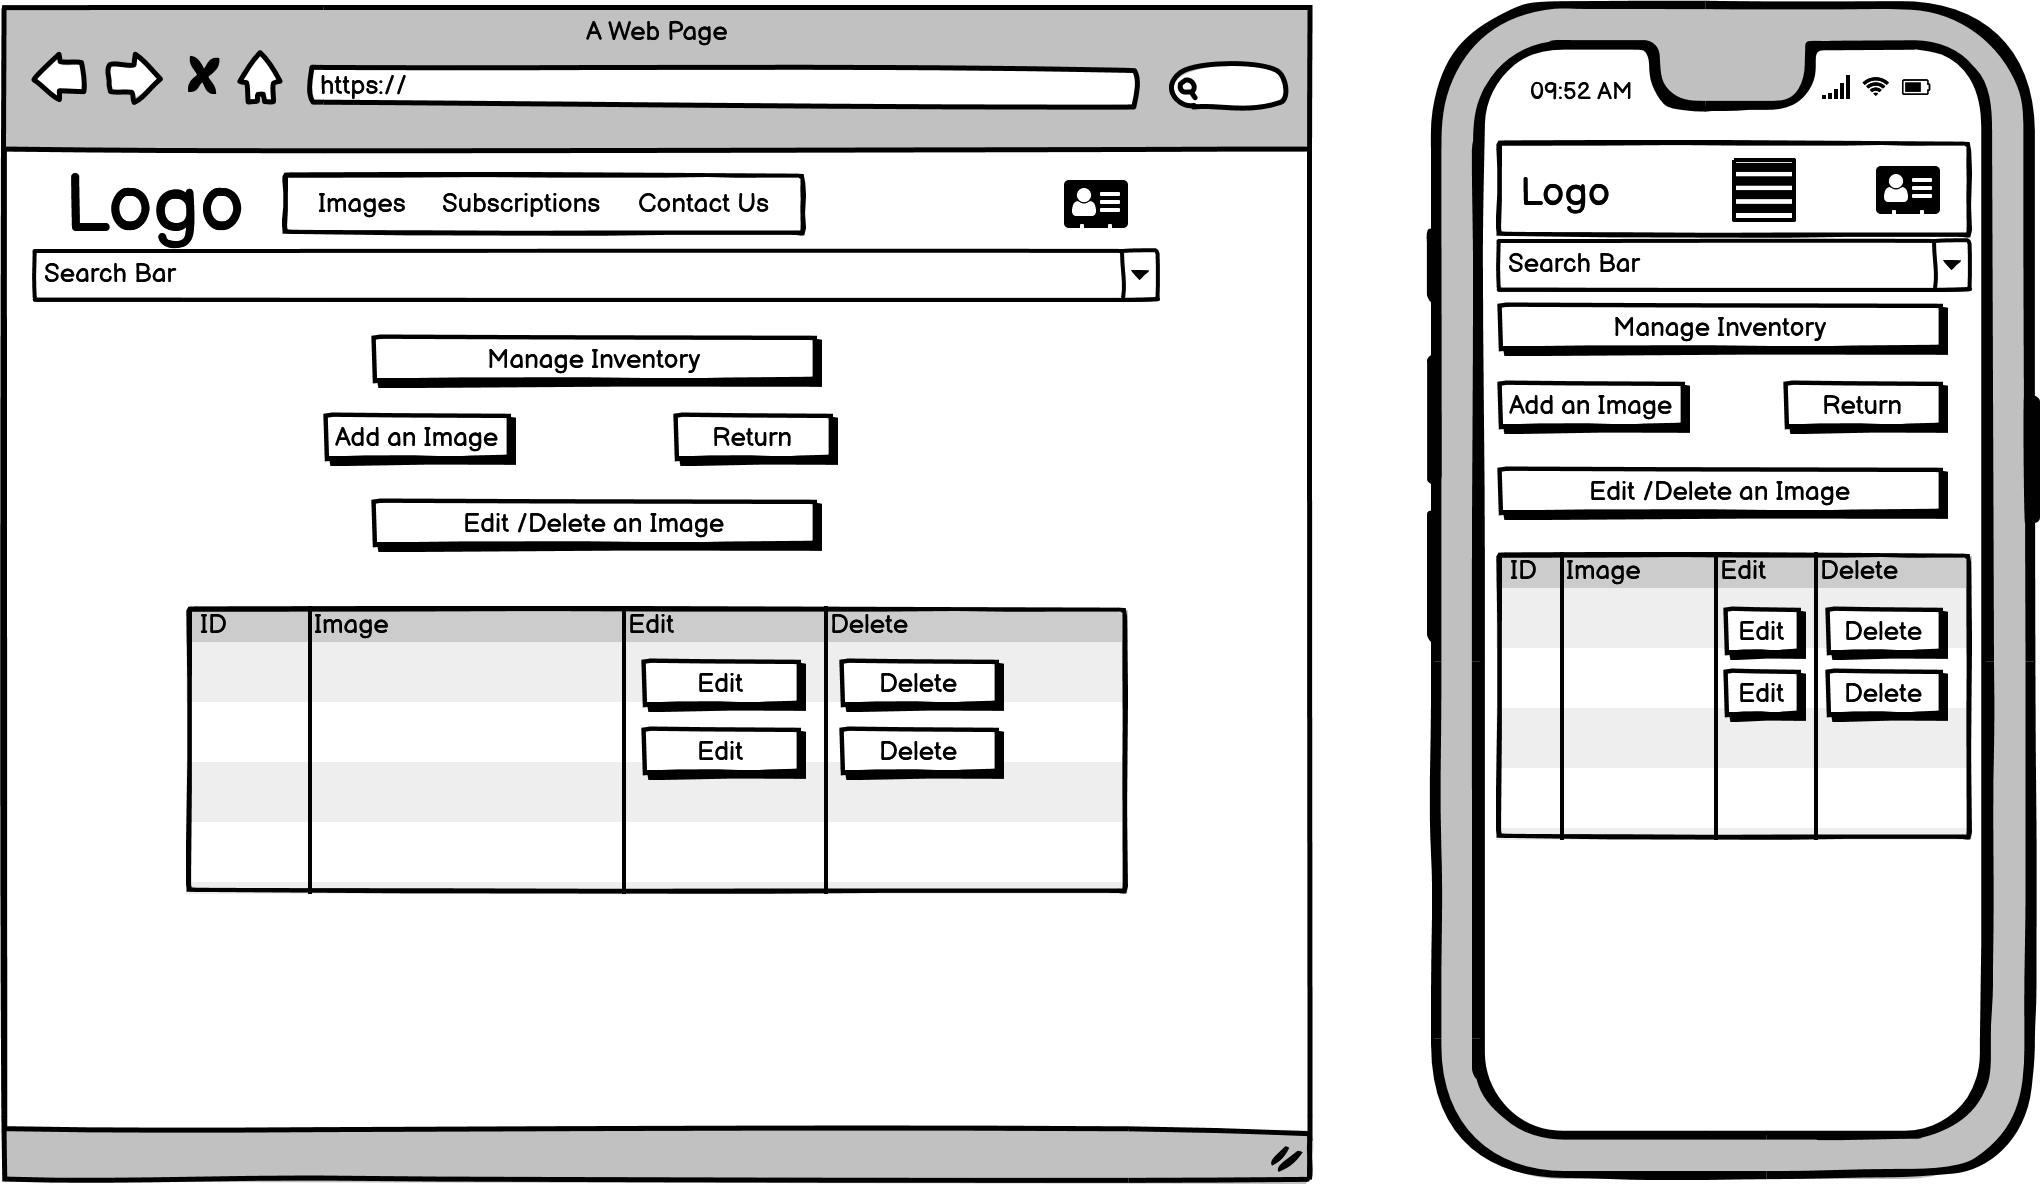 A Web Page
https://
Logo
Images Subscriptions Contact Us
Search Bar
Manage Inventory
Add an Image Return
Edit /Delete an Image
ID Image Edit Delete
Edit Delete
Edit Delete
09:52 AM
Logo
Search Bar
Manage Inventory
Add an Image Return
Edit /Delete an Image
ID Image Edit Delete
Edit Delete
Edit Delete